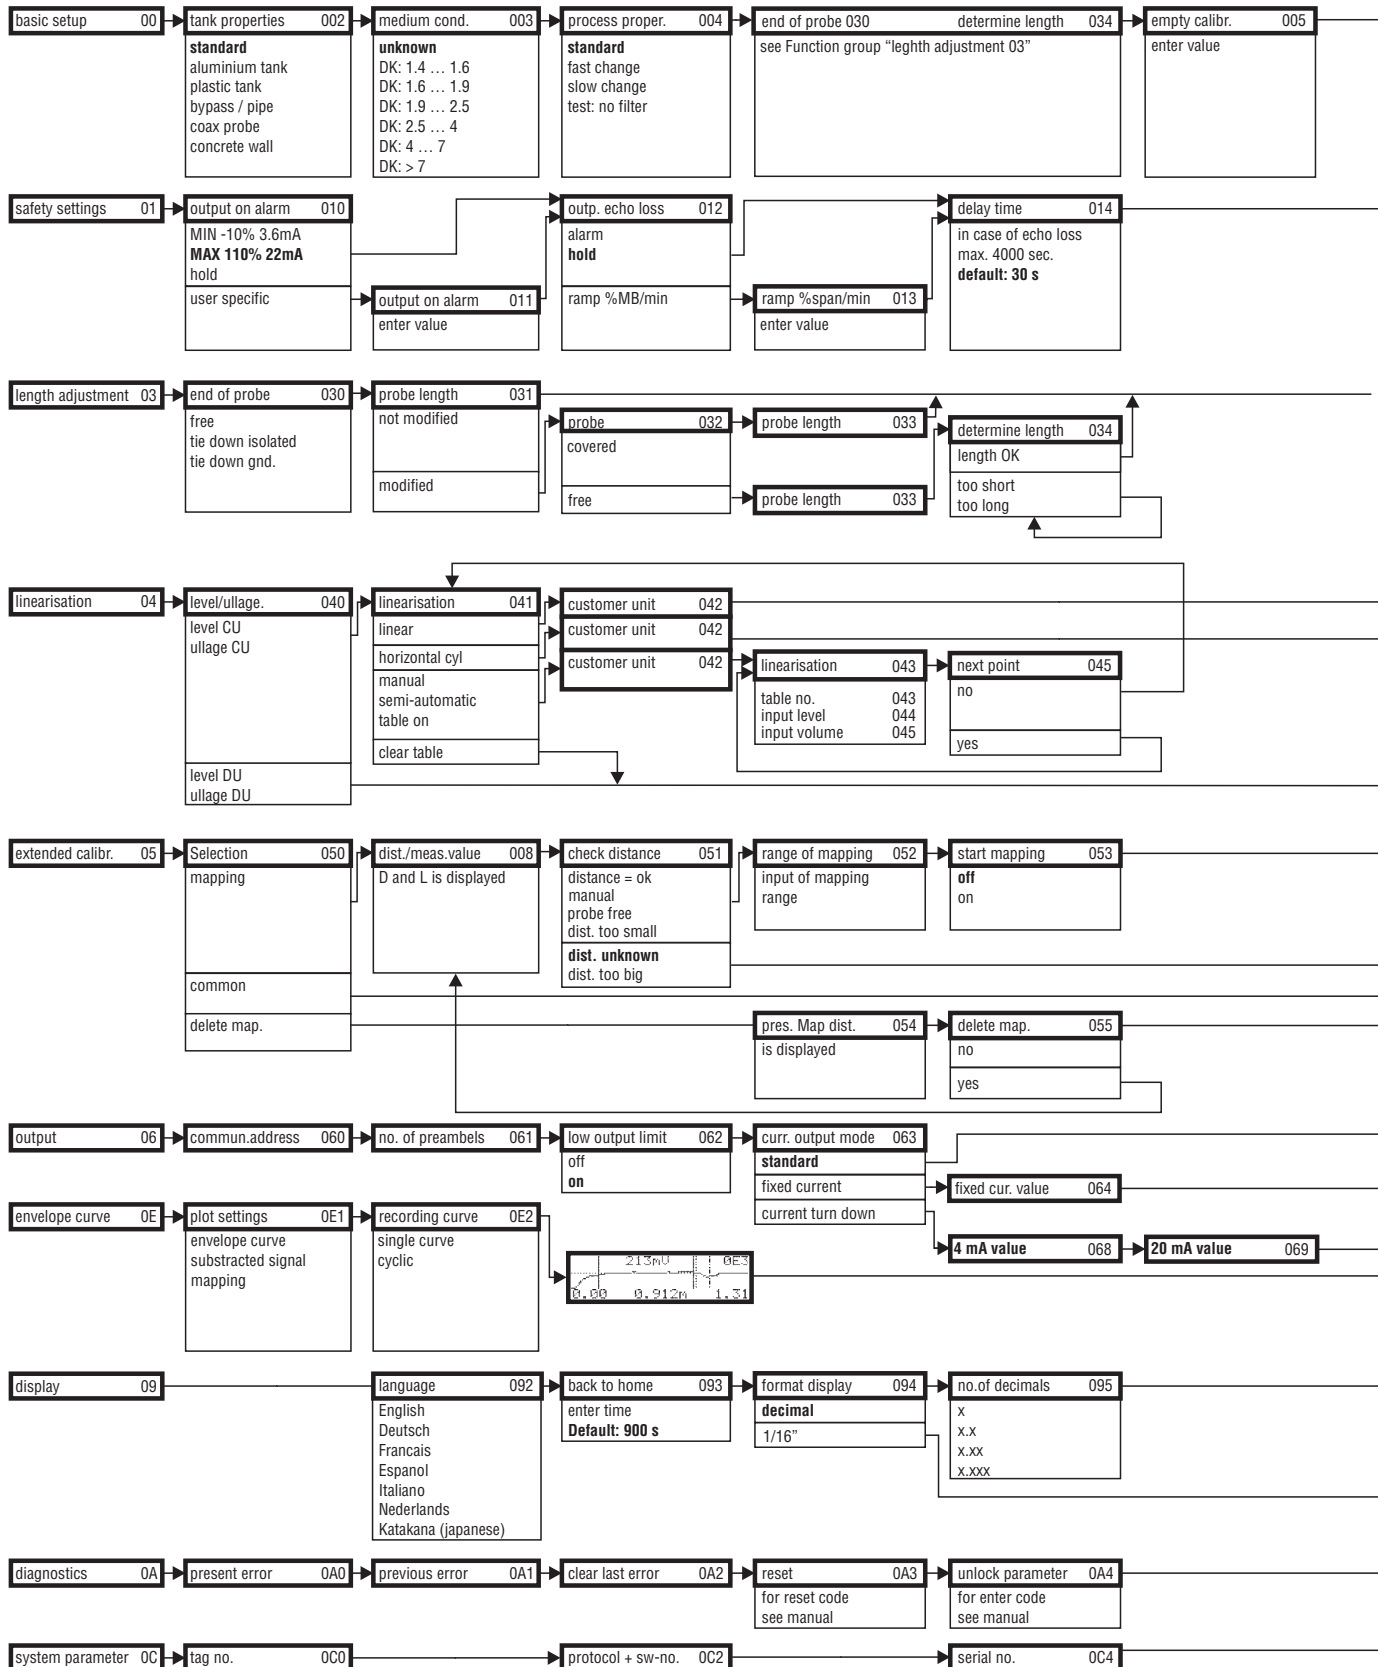 basic setup 00
tank properties 002
standard
aluminium tank
plastic tank
bypass / pipe
coax probe
concrete wall
medium cond. 003
unknown
DK: 1.4 … 1.6
DK: 1.6 … 1.9
DK: 1.9 … 2.5
DK: 2.5 … 4
DK: 4 … 7
DK: > 7
process proper. 004
standard
fast change
slow change
test: no filter
end of probe 030 determine length 034
see Function group “leghth adjustment 03”
empty calibr. 005
enter value
safety settings 01
output on alarm 010
MIN -10% 3.6mA
MAX 110% 22mA
hold
user specific
output on alarm 011
enter value
outp. echo loss 012
alarm
hold
ramp %MB/min
ramp %span/min 013
enter value
delay time 014
in case of echo loss
max. 4000 sec.
default: 30 s
length adjustment 03
end of probe 030
free
tie down isolated
tie down gnd.
probe length 031
not modified
modified
probe 032
covered
free
probe length 033
probe length 033
determine length 034
length OK
too short
too long
linearisation 04
level/ullage. 040
level CU
ullage CU
level DU
ullage DU
linearisation 041
linear
horizontal cyl
manual
semi-automatic
table on
clear table
customer unit 042
customer unit 042
customer unit 042
linearisation 043
table no. 043
input level 044
input volume 045
next point 045
no
yes
extended calibr. 05
Selection 050
mapping
common
delete map.
dist./meas.value 008
D and L is displayed
check distance 051
distance = ok
manual
probe free
dist. too small
dist. unknown
dist. too big
range of mapping 052
input of mapping
range
start mapping 053
off
on
pres. Map dist. 054
is displayed
delete map. 055
no
yes
output 06
commun.address 060
no. of preambels 061
low output limit 062
off
on
curr. output mode 063
standard
fixed current
current turn down
fixed cur. value 064
4 mA value 068
20 mA value 069
envelope curve 0E
plot settings 0E1
envelope curve
substracted signal
mapping
recording curve 0E2
single curve
cyclic
213mV 0E3
0.00 0.912m 1.31
display 09
language 092
English
Deutsch
Francais
Espanol
Italiano
Nederlands
Katakana (japanese)
back to home 093
enter time
Default: 900 s
format display 094
decimal
1/16”
no.of decimals 095
x
x.x
x.xx
x.xxx
diagnostics 0A
present error 0A0
previous error 0A1
clear last error 0A2
reset 0A3
for reset code
see manual
unlock parameter 0A4
for enter code
see manual
system parameter 0C
tag no. 0C0
protocol + sw-no. 0C2
serial no. 0C4